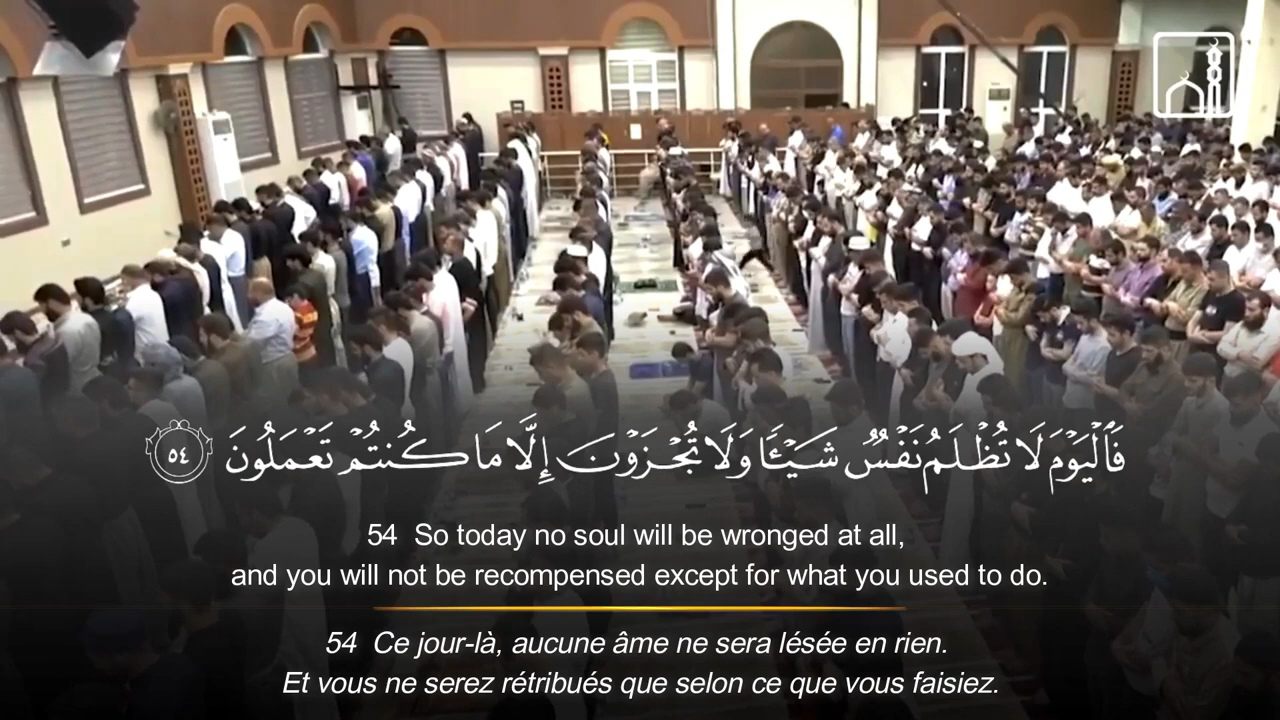 فَٱلْيَوْمَ لَا تُظْلَمُ نَفْسٌ شَيْـًٔا وَلَا تُجْزَوْنَ إِلَّا مَا كُنتُمْ تَعْمَلُونَ ٥٤
54 So today no soul will be wronged at all,
and you will not be recompensed except for what you used to do.
54 Ce jour-là, aucune âme ne sera lésée en rien.
Et vous ne serez rétribués que selon ce que vous faisiez.